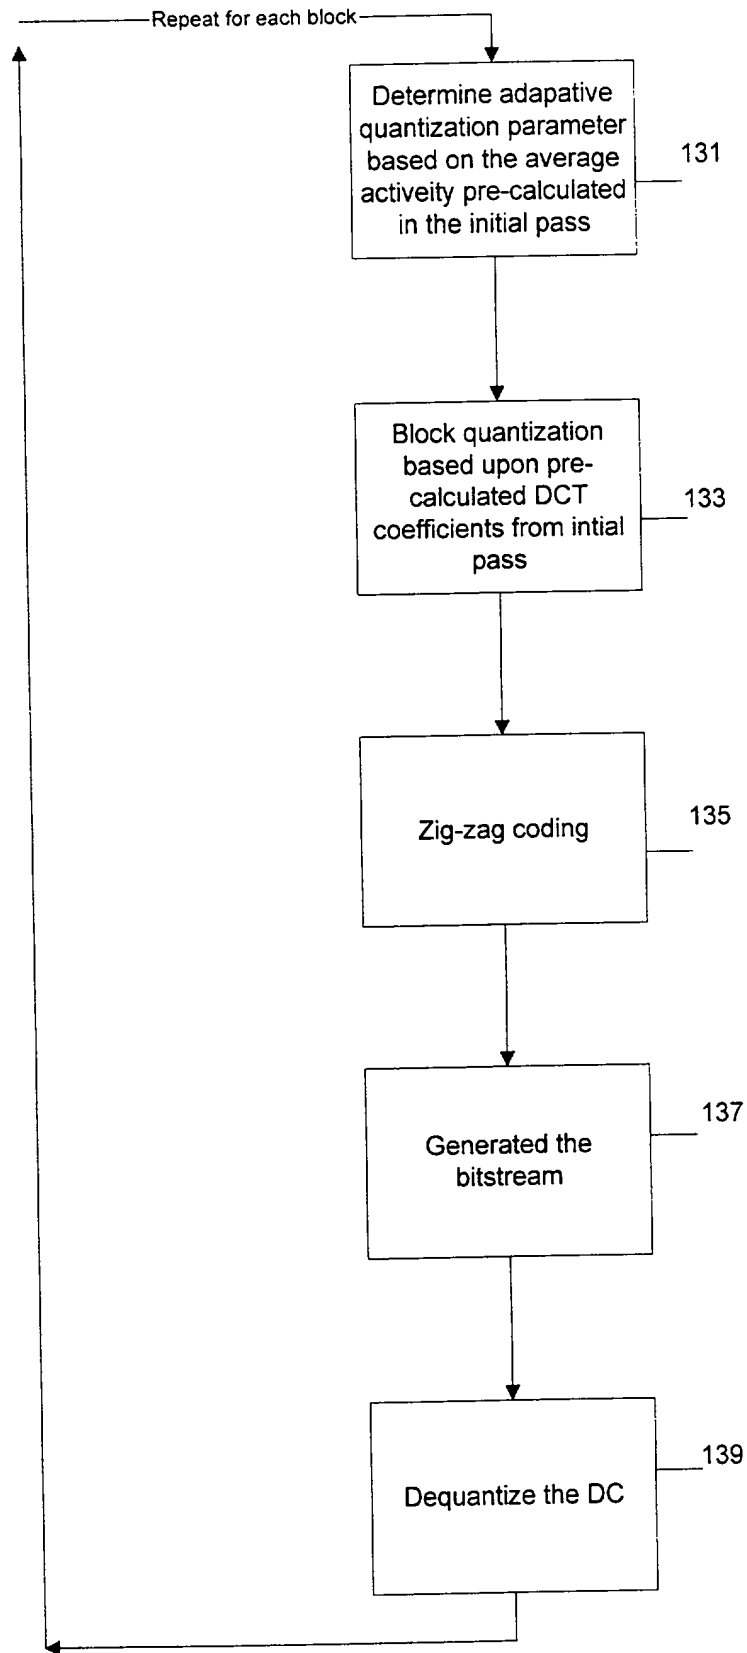 Repeat for each block
Determine adapative
quantization parameter
based on the average
activeity pre-calculated
in the initial pass
131
Block quantization
based upon pre-
calculated DCT
coefficients from intial
pass
133
Zig-zag coding
135
Generated the
bitstream
137
Dequantize the DC
139